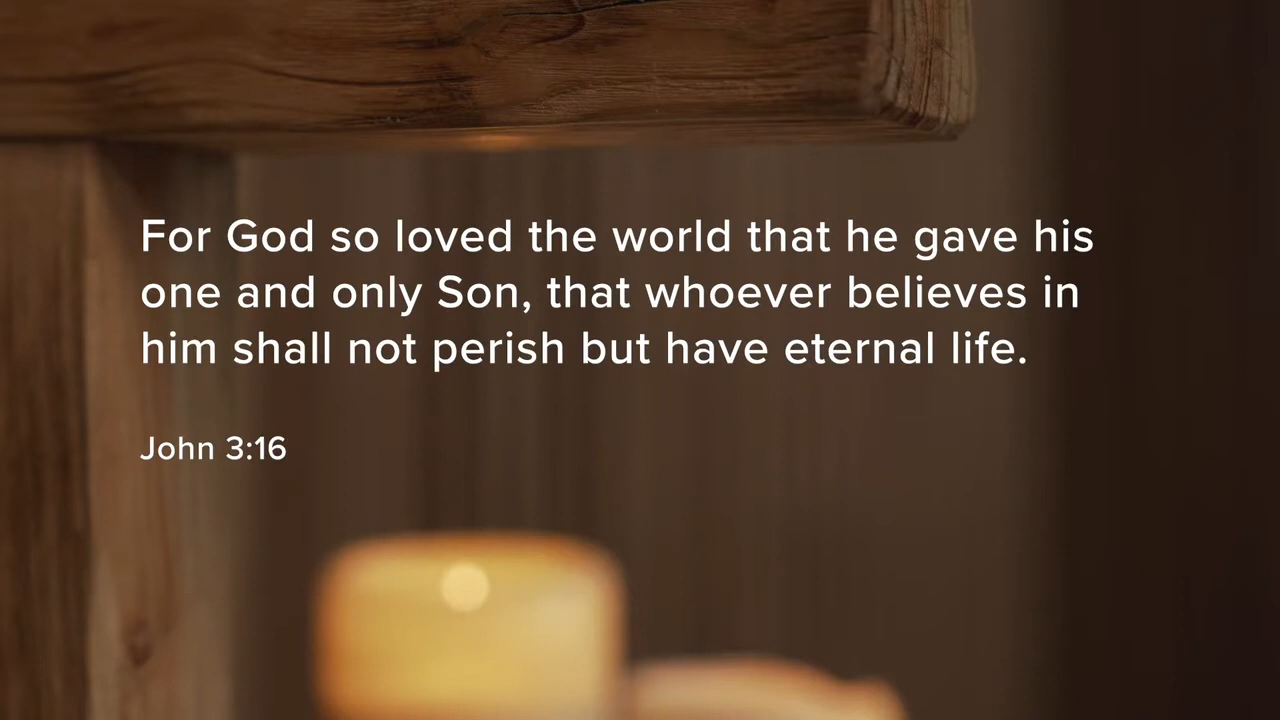 For God so loved the world that he gave his
one and only Son, that whoever believes in
him shall not perish but have eternal life.
John 3:16